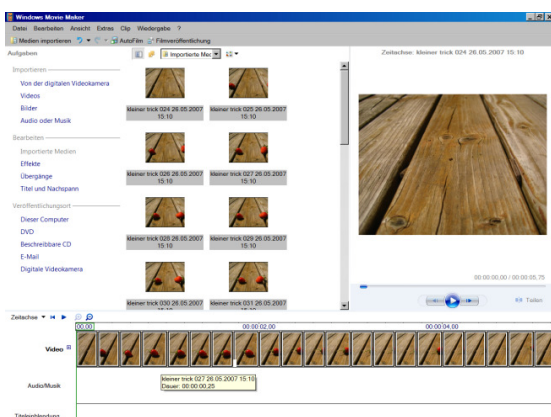 Windows Movie Maker
Datei Bearbeiten Ansicht Extras Clip Wiedergabe ?
Medien importieren AutoFilm Filmveröffentlichung
Aufgaben
Importierte Med
Zeitachse: kleiner trick 024 26.05.2007 15:10
Importieren
Von der digitalen Videokamera
Videos
Bilder
Audio oder Musik
Bearbeiten
Importierte Medien
Effekte
Übergänge
Titel und Nachspann
Veröffentlichungsort
Dieser Computer
DVD
Beschreibbare CD
E-Mail
Digitale Videokamera
kleiner trick 024 26.05.2007
15:10
kleiner trick 025 26.05.2007
15:10
kleiner trick 026 26.05.2007
15:10
kleiner trick 027 26.05.2007
15:10
kleiner trick 028 26.05.2007
15:10
kleiner trick 029 26.05.2007
15:10
kleiner trick 030 26.05.2007
kleiner trick 031 26.05.2007
00:00:00,00 / 00:00:05,75
Teilen
Zeitachse
00,00
00:00:02,00
00:00:04,00
Video
kleiner trick 027 26.05.2007 15:10
Dauer: 00:00:00,25
Audio/Musik
Titeleinblendung